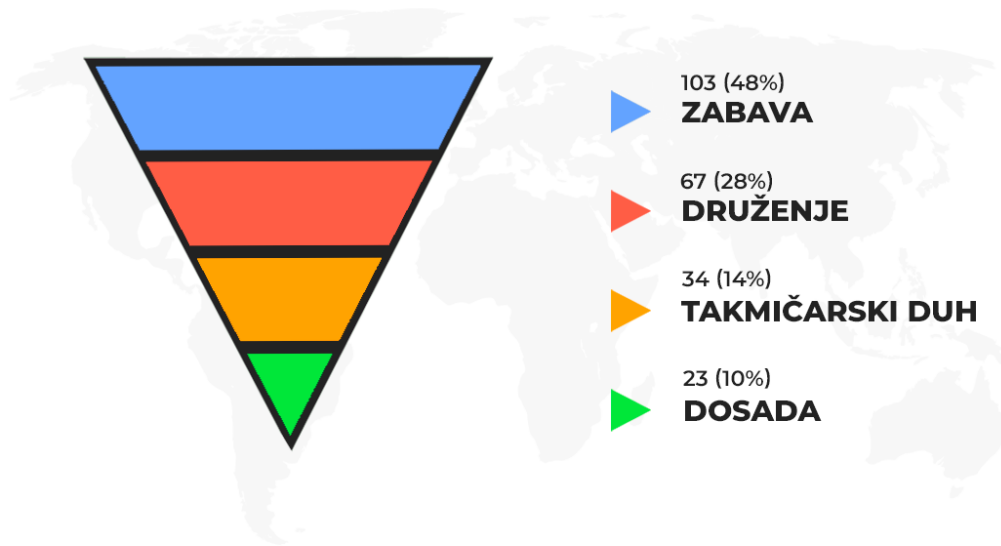 103 (48%)
ZABAVA
67 (28%)
DRUŽENJE
34 (14%)
TAKMIČARSKI DUH
23 (10%)
DOSADA